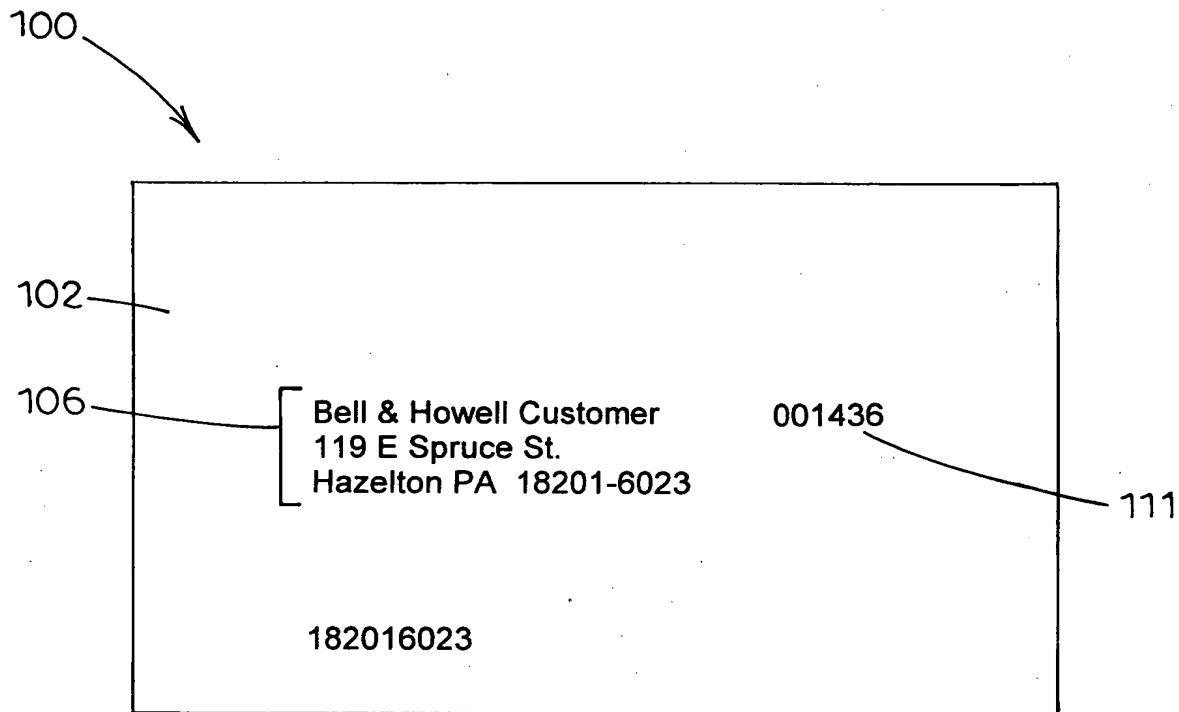 100
102
106
Bell & Howell Customer 001436
119 E Spruce St.
Hazelton PA 18201-6023
111
182016023